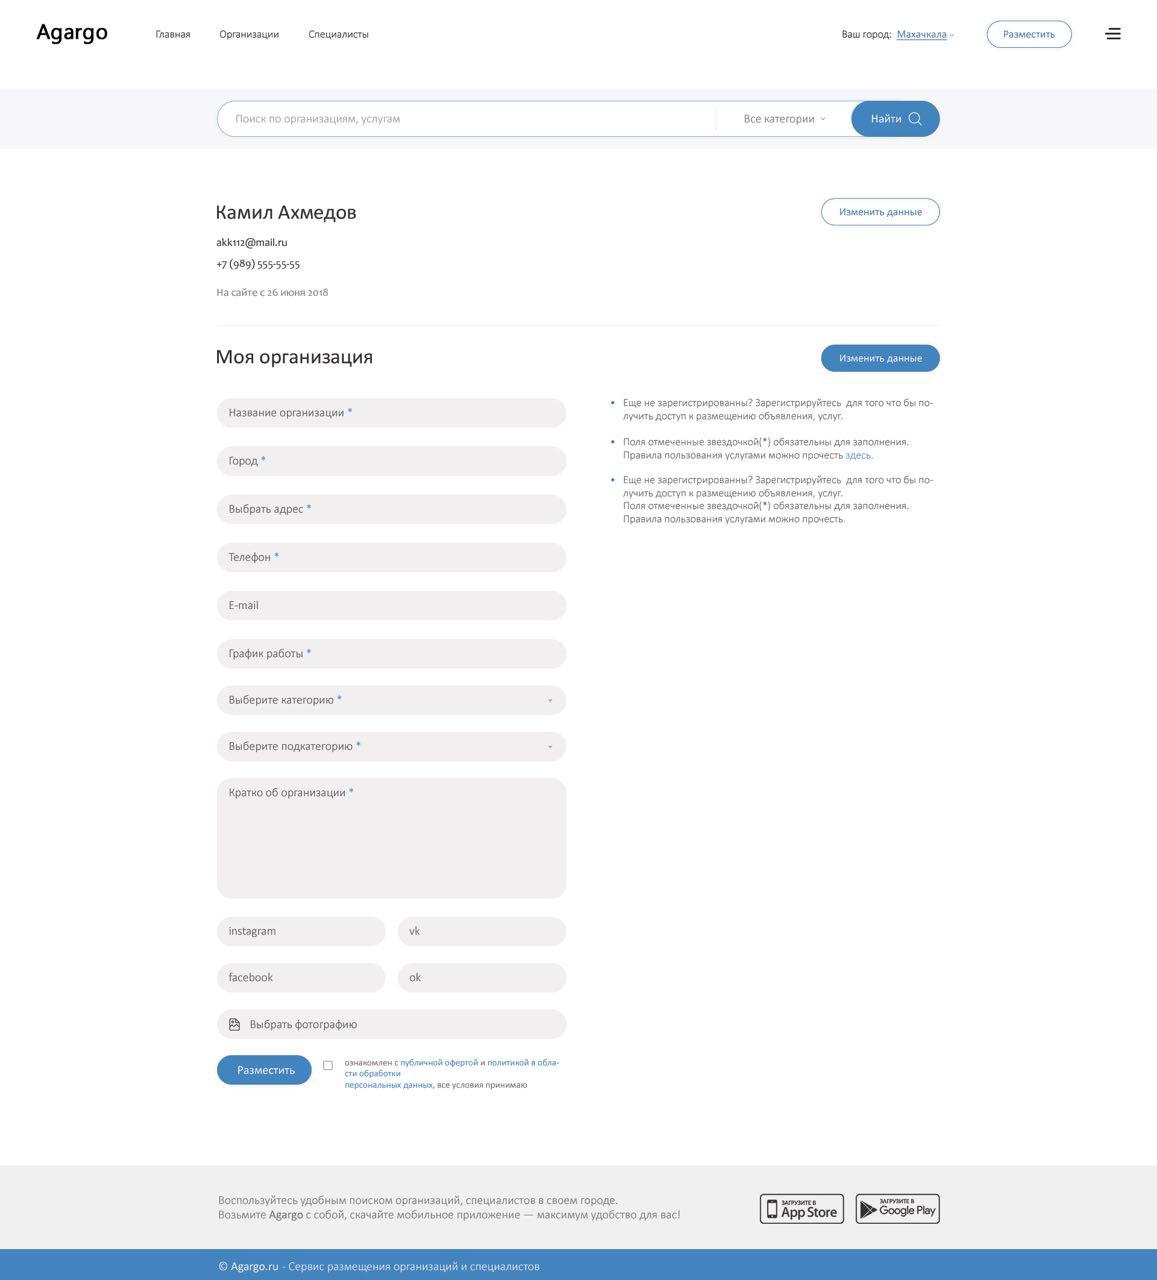 Agargo
Главная
Организации
Специалисты
Ваш город: Махачкала
Разместить
Поиск по организациям, услугам
Все категории
Найти
Камил Ахмедов
Изменить данные
akk112@mail.ru
+7 (989) 555-55-55
На сайте с 26 июня 2018
Моя организация
Изменить данные
Название организации *
Город *
Выбрать адрес *
Телефон *
E-mail
График работы *
Выберите категорию *
Выберите подкатегорию *
Кратко об организации *
instagram
vk
facebook
ok
Выбрать фотографию
Разместить
ознакомлен с публичной офертой и политикой в обла-
сти обработки
персональных данных, все условия принимаю
• Еще не зарегистрированны? Зарегистрируйтесь для того что бы по-
лучить доступ к размещению объявления, услуг.
• Поля отмеченные звездочкой(*) обязательны для заполнения.
Правила пользования услугами можно прочесть здесь.
• Еще не зарегистрированны? Зарегистрируйтесь для того что бы по-
лучить доступ к размещению объявления, услуг.
Поля отмеченные звездочкой(*) обязательны для заполнения.
Правила пользования услугами можно прочесть.
Воспользуйтесь удобным поиском организаций, специалистов в своем городе.
Возьмите Agargo с собой, скачайте мобильное приложение — максимум удобство для вас!
ЗАГРУЗИТЕ В
App Store
ЗАГРУЗИТЕ В
Google Play
© Agargo.ru - Сервис размещения организаций и специалистов